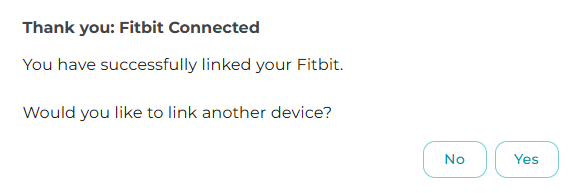 Thank you: Fitbit Connected
You have successfully linked your Fitbit.
Would you like to link another device?
No Yes